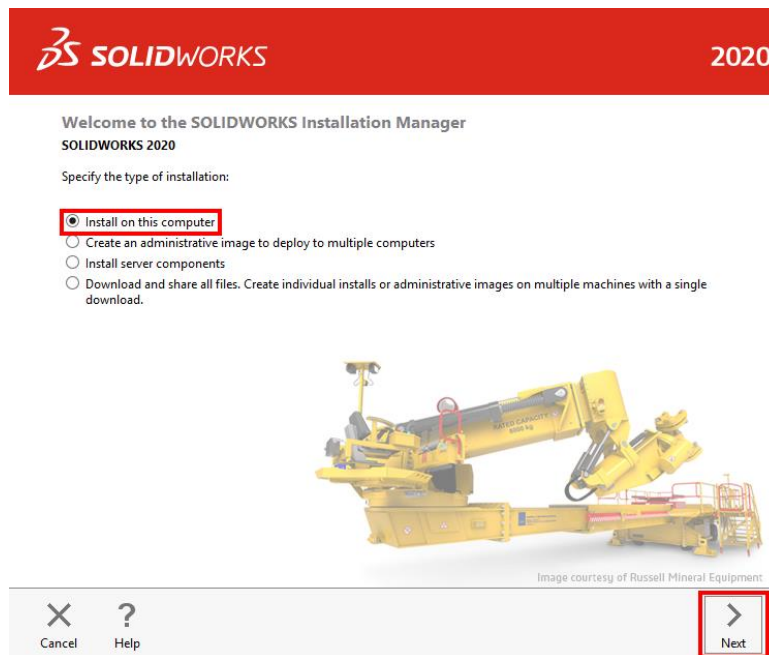 SOLIDWORKS
2020
Welcome to the SOLIDWORKS Installation Manager
SOLIDWORKS 2020
Specify the type of installation:
Install on this computer
Create an administrative image to deploy to multiple computers
Install server components
Download and share all files. Create individual installs or administrative images on multiple machines with a single
download.
RATED CAPACITY
6000 kg
Image courtesy of Russell Mineral Equipment
Cancel
Help
Next